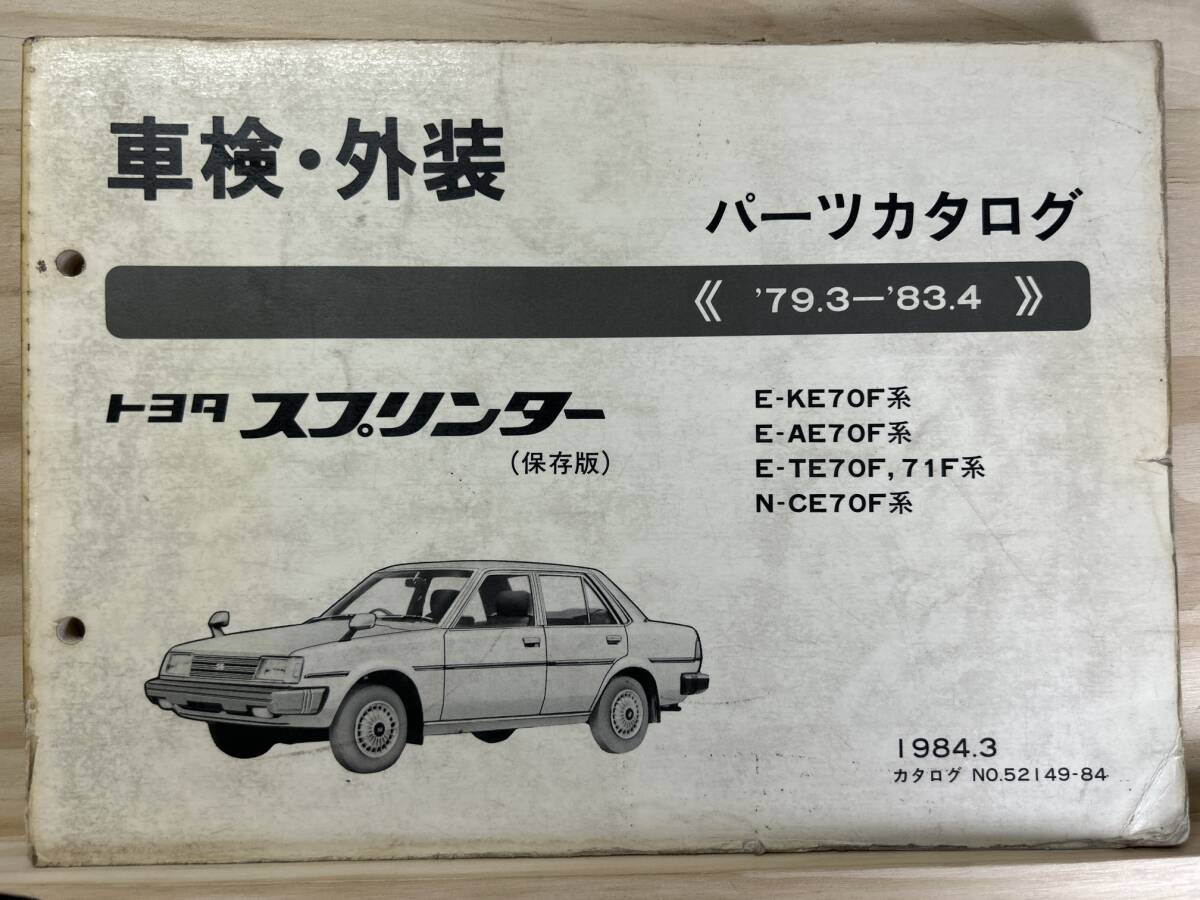 車検・外装
パーツカタログ
《 '79.3—'83.4 》
トヨタ スプリンター
(保存版)
E-KE70F系
E-AE70F系
E-TE70F, 71F系
N-CE70F系
1984.3
カタログ NO.52149-84